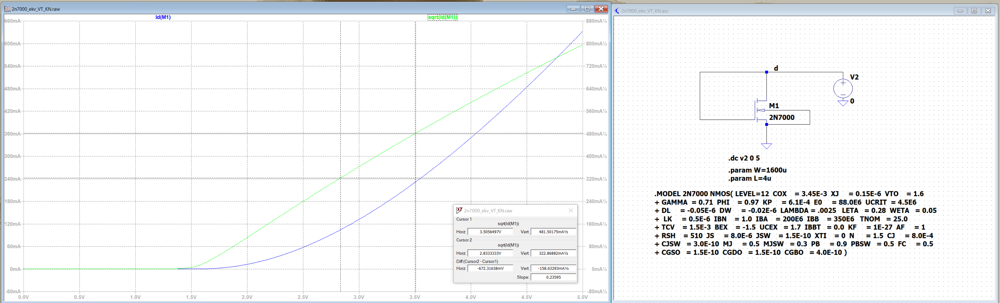 2n7000_ekv_VT_KN.raw
Id(M1)
sqrt(Id(M1))
660mA
600mA
540mA
480mA
420mA
360mA
300mA
240mA
180mA
120mA
60mA
0mA
-60mA
880mA½
800mA½
720mA½
640mA½
560mA½
480mA½
400mA½
320mA½
240mA½
160mA½
80mA½
0mA½
-80mA½
0.0V
0.5V
1.0V
1.5V
2.0V
2.5V
3.0V
3.5V
4.0V
4.5V
5.0V
2n7000_ekv_VT_KN.raw
Cursor 1
sqrt(Id(M1))
Horz: 3.5056497V Vert: 481.50175mA½
Cursor 2
sqrt(Id(M1))
Horz: 2.8333333V Vert: 322.86882mA½
Diff (Cursor2 - Cursor1)
Horz: -672.31638mV Vert: -158.63293mA½
Slope: 0.23595
2n7000_ekv_VT_KN.asc
d
V2
0
M1
2N7000
.dc v2 0 5
.param W=1600u
.param L=4u
.MODEL 2N7000 NMOS( LEVEL=12 COX = 3.45E-3 XJ = 0.15E-6 VTO = 1.6
+ GAMMA = 0.71 PHI = 0.97 KP = 6.1E-4 E0 = 88.0E6 UCRIT = 4.5E6
+ DL = -0.05E-6 DW = -0.02E-6 LAMBDA = .0025 LETA = 0.28 WETA = 0.05
+ LK = 0.5E-6 IBN = 1.0 IBA = 200E6 IBB = 350E6 TNOM = 25.0
+ TCV = 1.5E-3 BEX = -1.5 UCEX = 1.7 IBBT = 0.0 KF = 1E-27 AF = 1
+ RSH = 510 JS = 8.0E-6 JSW = 1.5E-10 XTI = 0 N = 1.5 CJ = 8.0E-4
+ CJSW = 3.0E-10 MJ = 0.5 MJSW = 0.3 PB = 0.9 PBSW = 0.5 FC = 0.5
+ CGSO = 1.5E-10 CGDO = 1.5E-10 CGBO = 4.0E-10 )